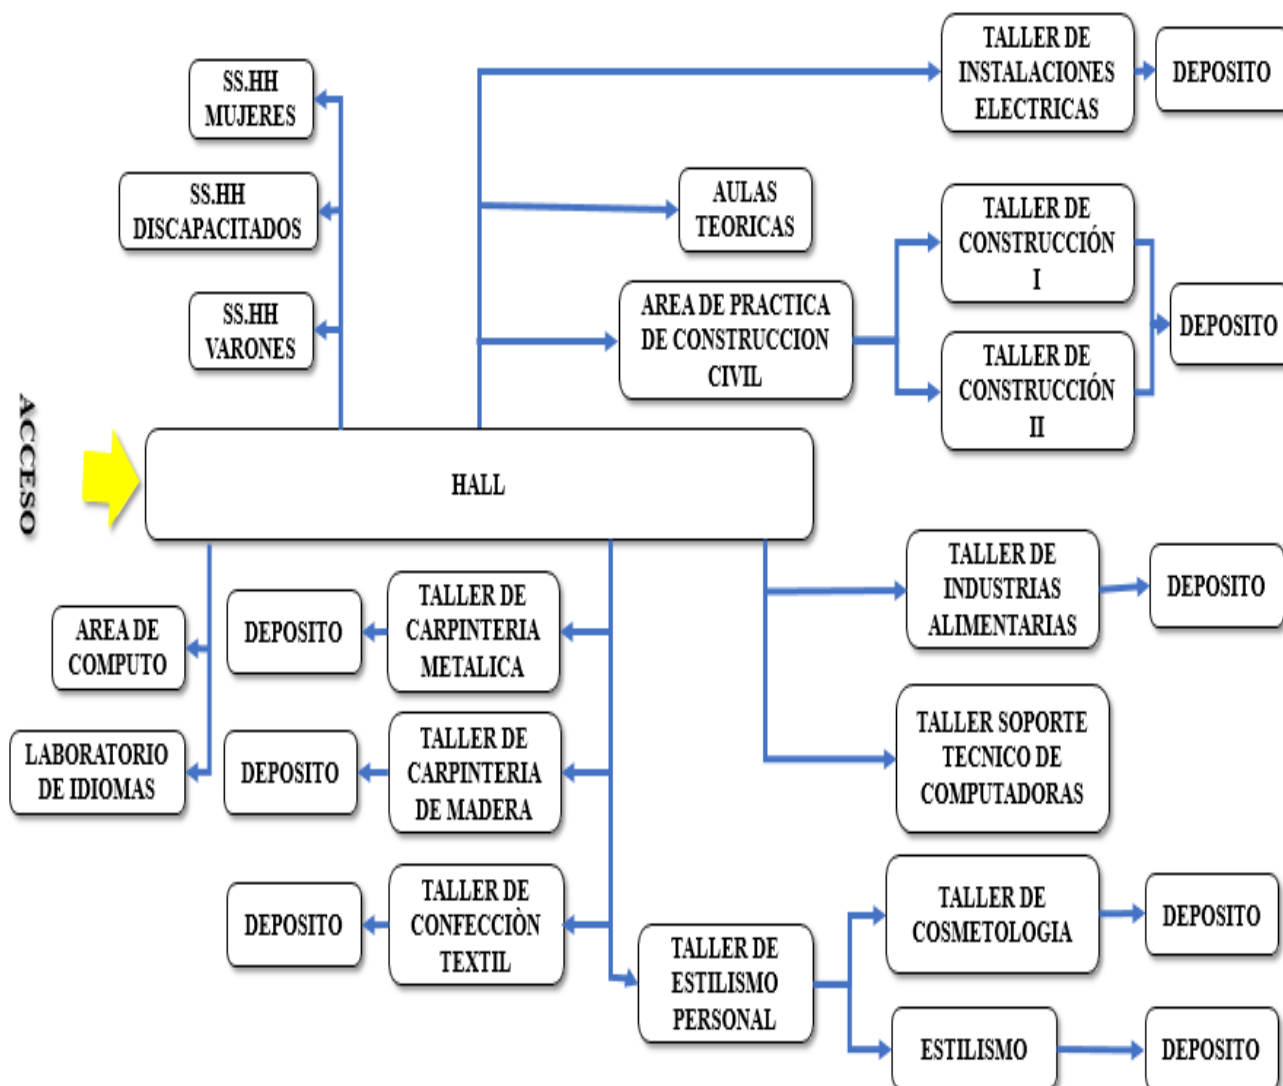 TALLER DE
INSTALACIONES
ELECTRICAS
DEPOSITO
SS.HH
MUJERES
SS.HH
DISCAPACITADOS
AULAS
TEORICAS
TALLER DE
CONSTRUCCIÓN
I
SS.HH
VARONES
AREA DE PRACTICA
DE CONSTRUCCION
CIVIL
DEPOSITO
TALLER DE
CONSTRUCCIÓN
II
ACCESO
HALL
TALLER DE
INDUSTRIAS
ALIMENTARIAS
DEPOSITO
AREA DE
COMPUTO
DEPOSITO
TALLER DE
CARPINTERIA
METALICA
LABORATORIO
DE IDIOMAS
DEPOSITO
TALLER DE
CARPINTERIA
DE MADERA
TALLER SOPORTE
TECNICO DE
COMPUTADORAS
DEPOSITO
TALLER DE
CONFECCIÒN
TEXTIL
TALLER DE
ESTILISMO
PERSONAL
TALLER DE
COSMETOLOGIA
DEPOSITO
ESTILISMO
DEPOSITO